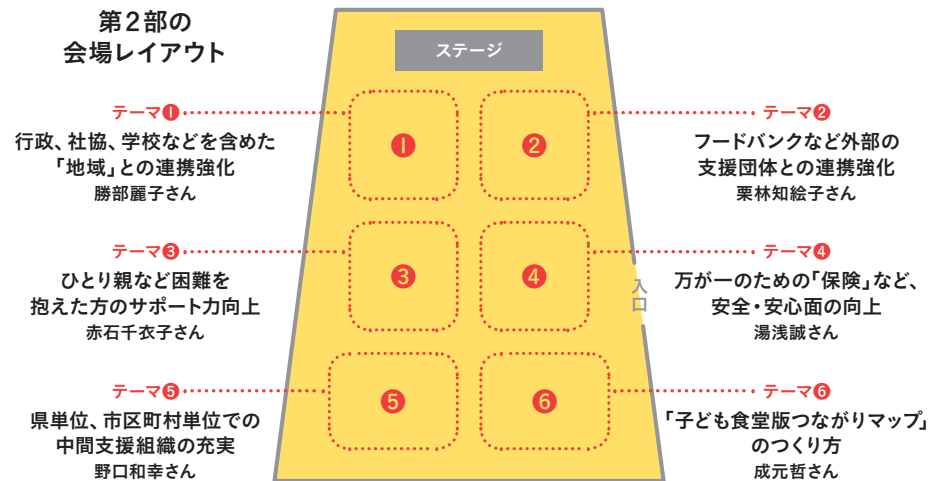 第2部の
会場レイアウト
ステージ
テーマ❶
行政、社協、学校などを含めた
「地域」との連携強化
勝部麗子さん
❶
❷
テーマ❷
フードバンクなど外部の
支援団体との連携強化
栗林知絵子さん
テーマ❸
ひとり親など困難を
抱えた方のサポート力向上
赤石千衣子さん
❸
❹
入口
テーマ❹
万が一のための「保険」など、
安全・安心面の向上
湯浅誠さん
テーマ❺
県単位、市区町村単位での
中間支援組織の充実
野口和幸さん
❺
❻
テーマ❻
「子ども食堂版つながりマップ」
のつくり方
成元哲さん